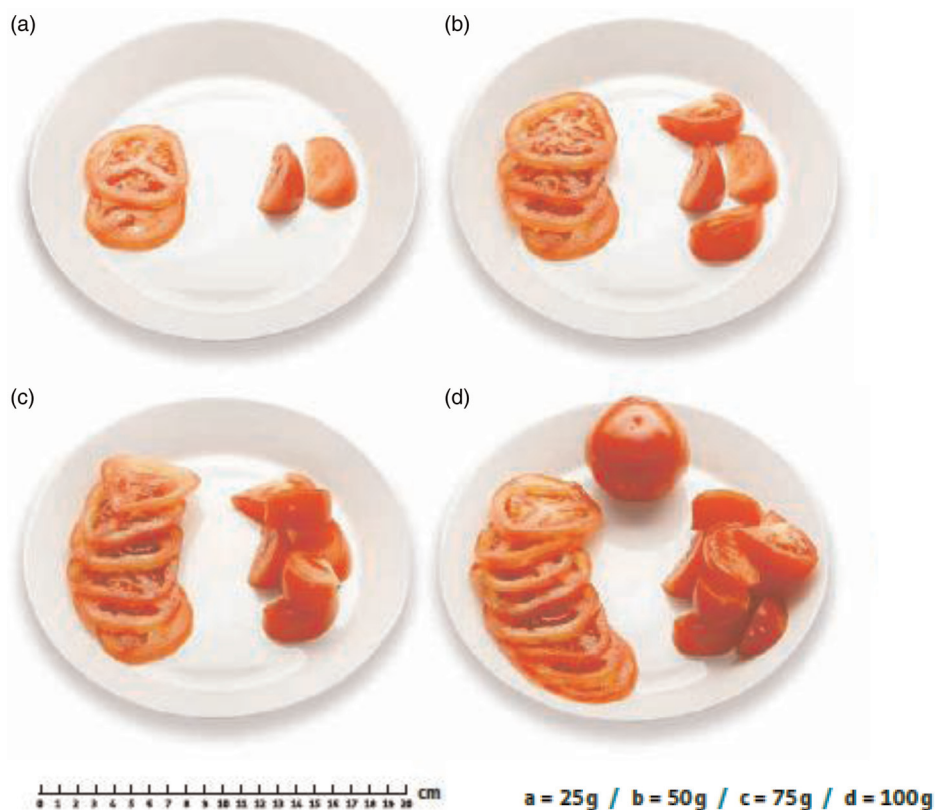 (a)
(b)
(c)
(d)
0 1 2 3 4 5 6 7 8 9 10 11 12 13 14 15 16 17 18 19 20 cm
a = 25g / b = 50g / c = 75g / d = 100g